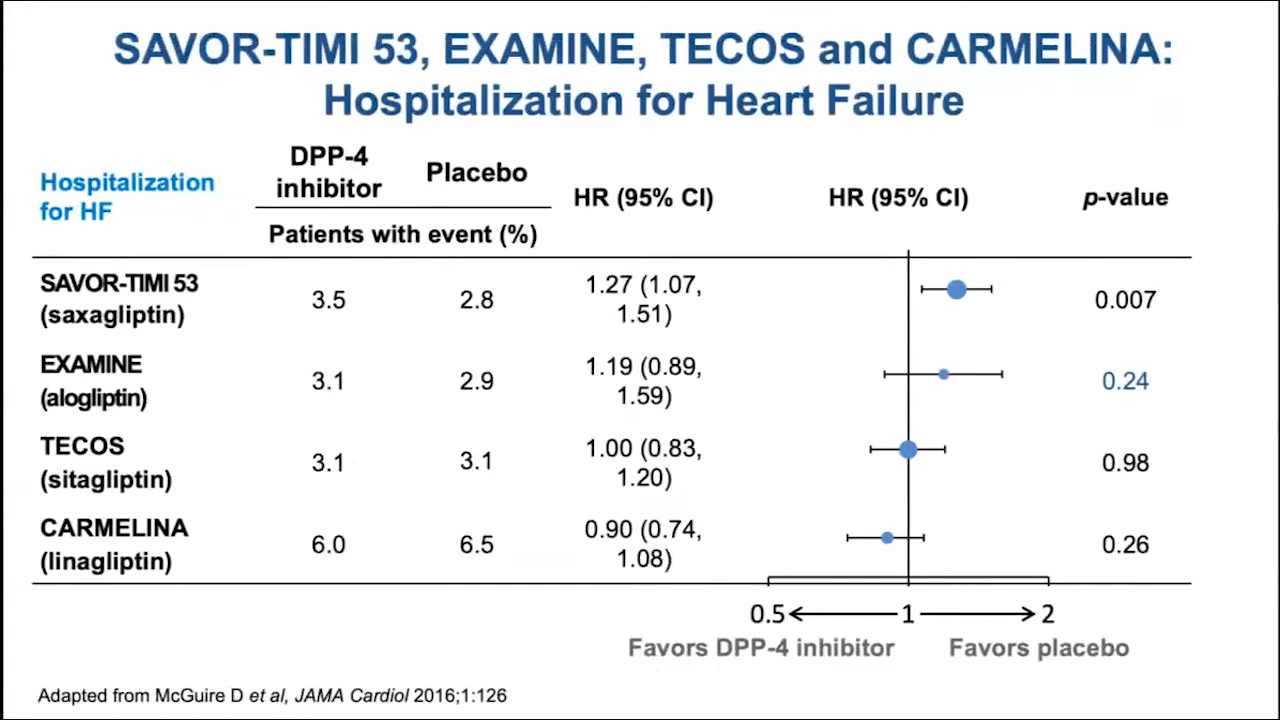 SAVOR-TIMI 53, EXAMINE, TECOS and CARMELINA:
Hospitalization for Heart Failure
Hospitalization
for HF
DPP-4
inhibitor
Placebo
Patients with event (%)
HR (95% CI)
HR (95% CI)
p-value
SAVOR-TIMI 53
(saxagliptin)
3.5
2.8
1.27 (1.07,
1.51)
0.007
EXAMINE
(alogliptin)
3.1
2.9
1.19 (0.89,
1.59)
0.24
TECOS
(sitagliptin)
3.1
3.1
1.00 (0.83,
1.20)
0.98
CARMELINA
(linagliptin)
6.0
6.5
0.90 (0.74,
1.08)
0.26
0.5
1
2
Favors DPP-4 inhibitor
Favors placebo
Adapted from McGuire D et al, JAMA Cardiol 2016;1:126